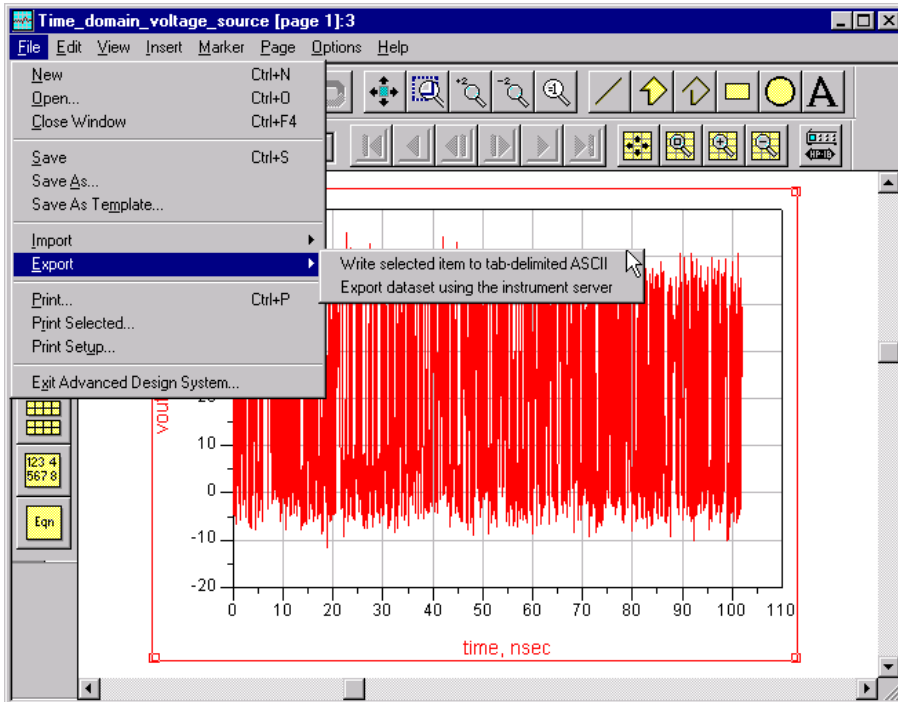 Time_domain_voltage_source [page 1]:3
File Edit View Insert Marker Page Options Help
New Ctrl+N
Open... Ctrl+O
Close Window Ctrl+F4
Save Ctrl+S
Save As...
Save As Template...
Import
Export
Write selected item to tab-delimited ASCII
Export dataset using the instrument server
Print... Ctrl+P
Print Selected...
Print Setup...
Exit Advanced Design System...
+2 -2 =1 A
123 4
567 8
Eqn
vout
20
10
0
-10
-20
0 10 20 30 40 50 60 70 80 90 100 110
time, nsec